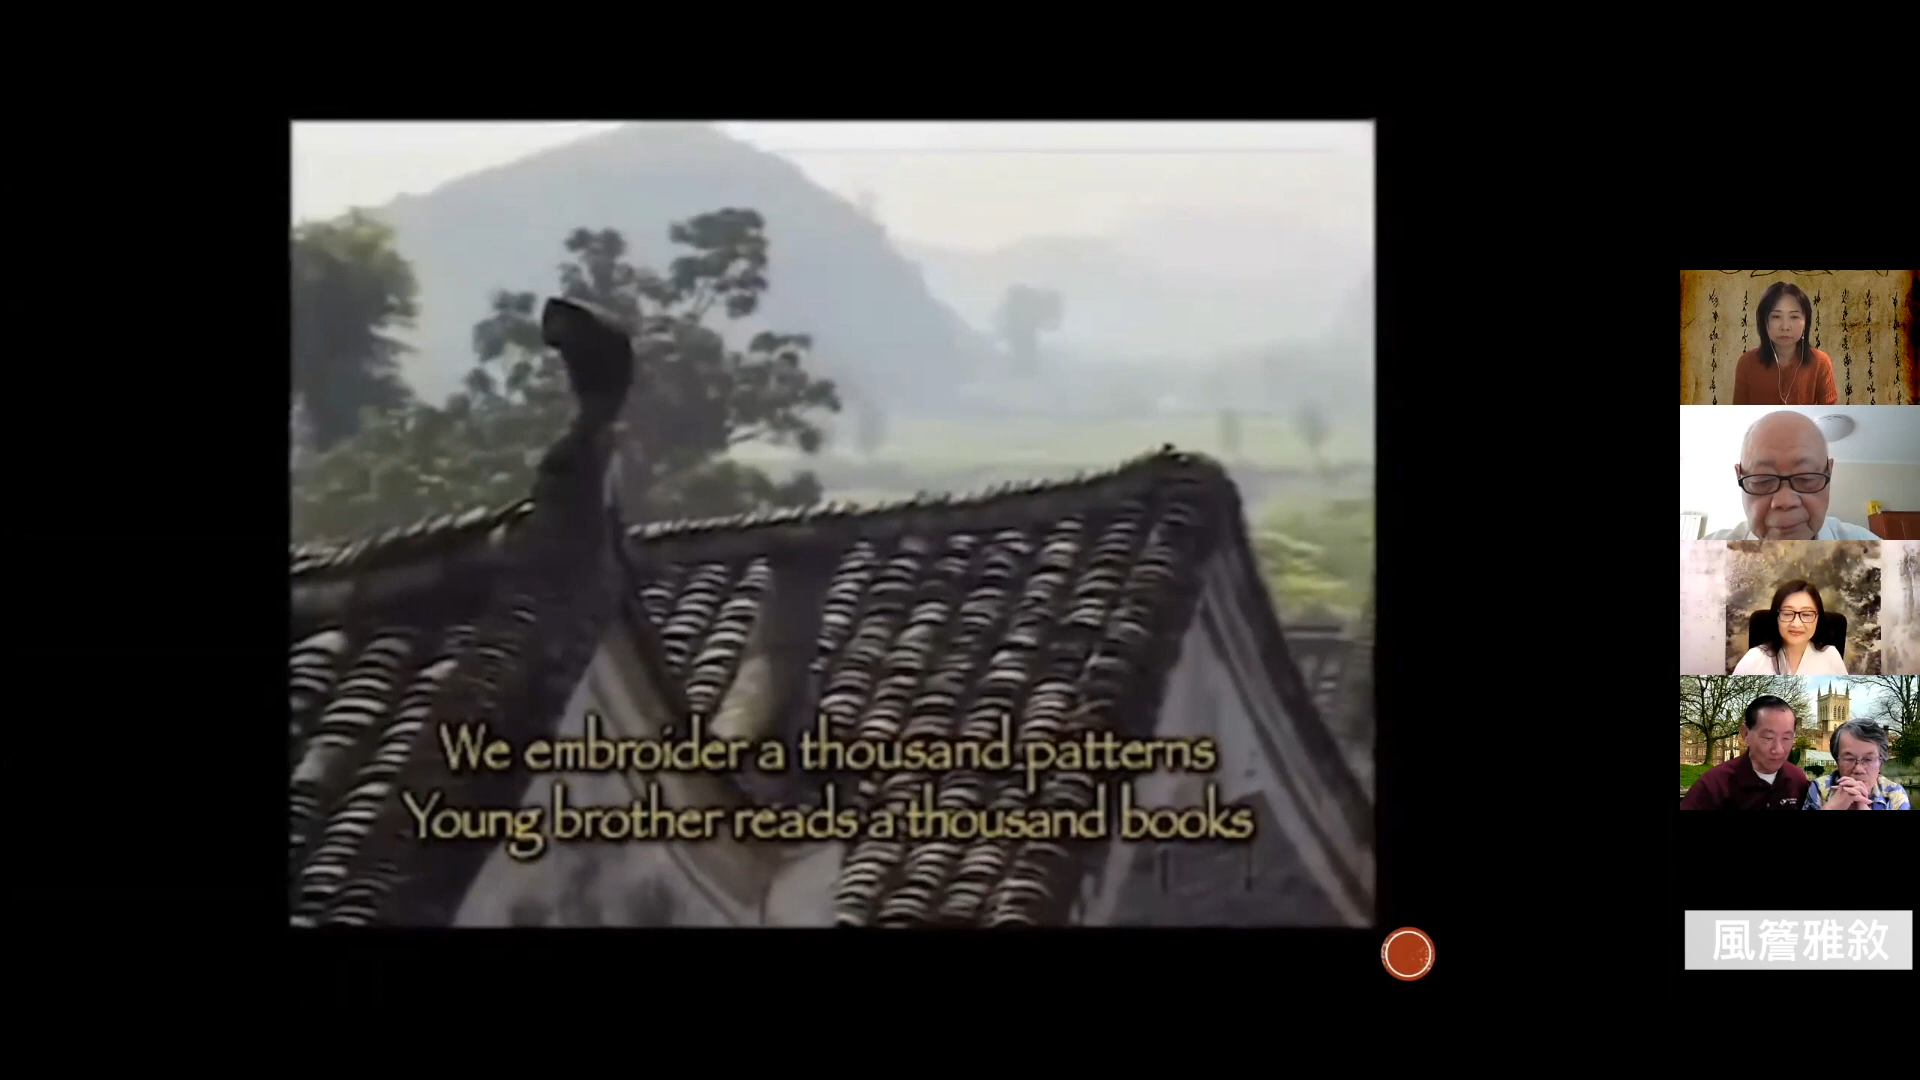 We embroider a thousand patterns
Young brother reads a thousand books
風簷雅敘